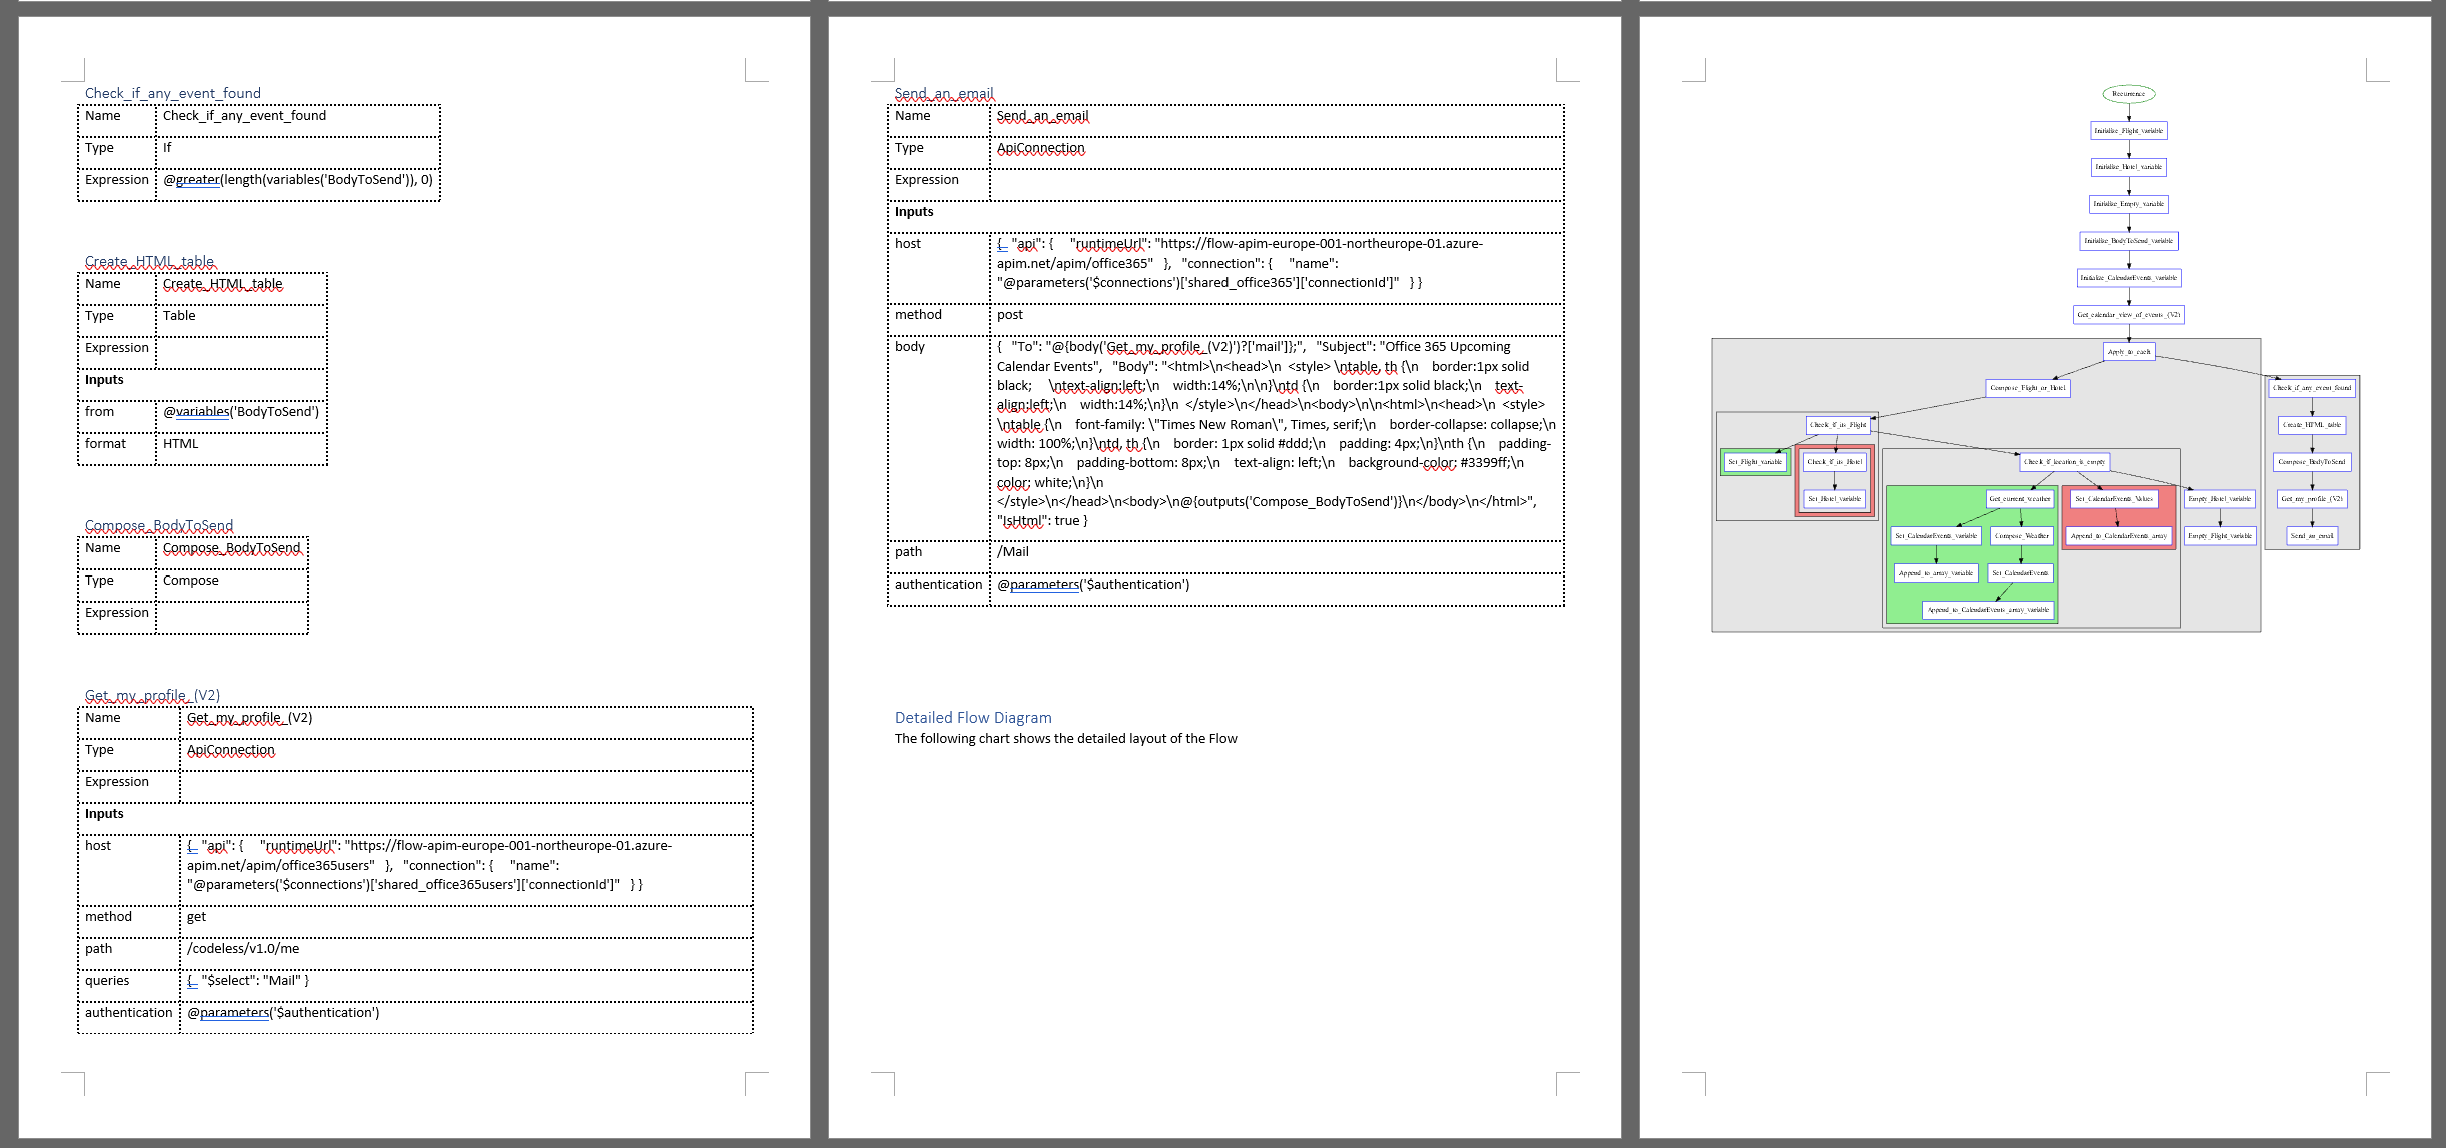 Check_if_any_event_found
Name Check_if_any_event_found
Type If
Expression @greater(length(variables('BodyToSend')), 0)
Create_HTML_table
Name Create_HTML_table
Type Table
Expression
Inputs
from @variables('BodyToSend')
format HTML
Compose_BodyToSend
Name Compose_BodyToSend
Type Compose
Expression
Get_my_profile_(V2)
Name Get_my_profile_(V2)
Type ApiConnection
Expression
Inputs
host { "api": { "runtimeUrl": "https://flow-apim-europe-001-northeurope-01.azure-
apim.net/apim/office365users" }, "connection": { "name":
"@parameters('$connections')['shared_office365users']['connectionId']" } }
method get
path /codeless/v1.0/me
queries { "$select": "Mail" }
authentication @parameters('$authentication')
Send_an_email
Name Send_an_email
Type ApiConnection
Expression
Inputs
host { "api": { "runtimeUrl": "https://flow-apim-europe-001-northeurope-01.azure-
apim.net/apim/office365" }, "connection": { "name":
"@parameters('$connections')['shared_office365']['connectionId']" } }
method post
body { "To": "@{body('Get_my_profile_(V2)')?['mail']};", "Subject": "Office 365 Upcoming
Calendar Events", "Body": "<html>\n<head>\n <style> \ntable, th {\n border:1px solid
black; \ntext-align:left;\n width:14%;\n\n}\ntd {\n border:1px solid black;\n text-
align:left;\n width:14%;\n}\n </style>\n</head>\n<body>\n\n<html>\n<head>\n <style>
\ntable {\n font-family: \"Times New Roman\", Times, serif;\n border-collapse: collapse;\n
width: 100%;\n}\ntd, th {\n border: 1px solid #ddd;\n padding: 4px;\n}\nth {\n padding-
top: 8px;\n padding-bottom: 8px;\n text-align: left;\n background-color: #3399ff;\n
color: white;\n}\n
</style>\n</head>\n<body>\n@{outputs('Compose_BodyToSend')}\n</body>\n</html>",
"IsHtml": true }
path /Mail
authentication @parameters('$authentication')
Detailed Flow Diagram
The following chart shows the detailed layout of the Flow
Recurrence
Initialize_Flight_variable
Initialize_Hotel_variable
Initialize_Empty_variable
Initialize_BodyToSend_variable
Initialize_CalendarEvents_variable
Get_calendar_view_of_events_(V2)
Apply_to_each
Compose_Flight_or_Hotel
Check_if_any_event_found
Check_if_its_Flight
Create_HTML_table
Set_Flight_variable
Check_if_its_Hotel
Check_if_location_is_empty
Compose_BodyToSend
Set_Hotel_variable
Get_current_weather
Set_CalendarEvents_Values
Empty_Hotel_variable
Get_my_profile_(V2)
Set_CalendarEvents_variable
Compose_Weather
Append_to_CalendarEvents_array
Empty_Flight_variable
Send_an_email
Append_to_array_variable
Set_CalendarEvents
Append_to_CalendarEvents_array_variable